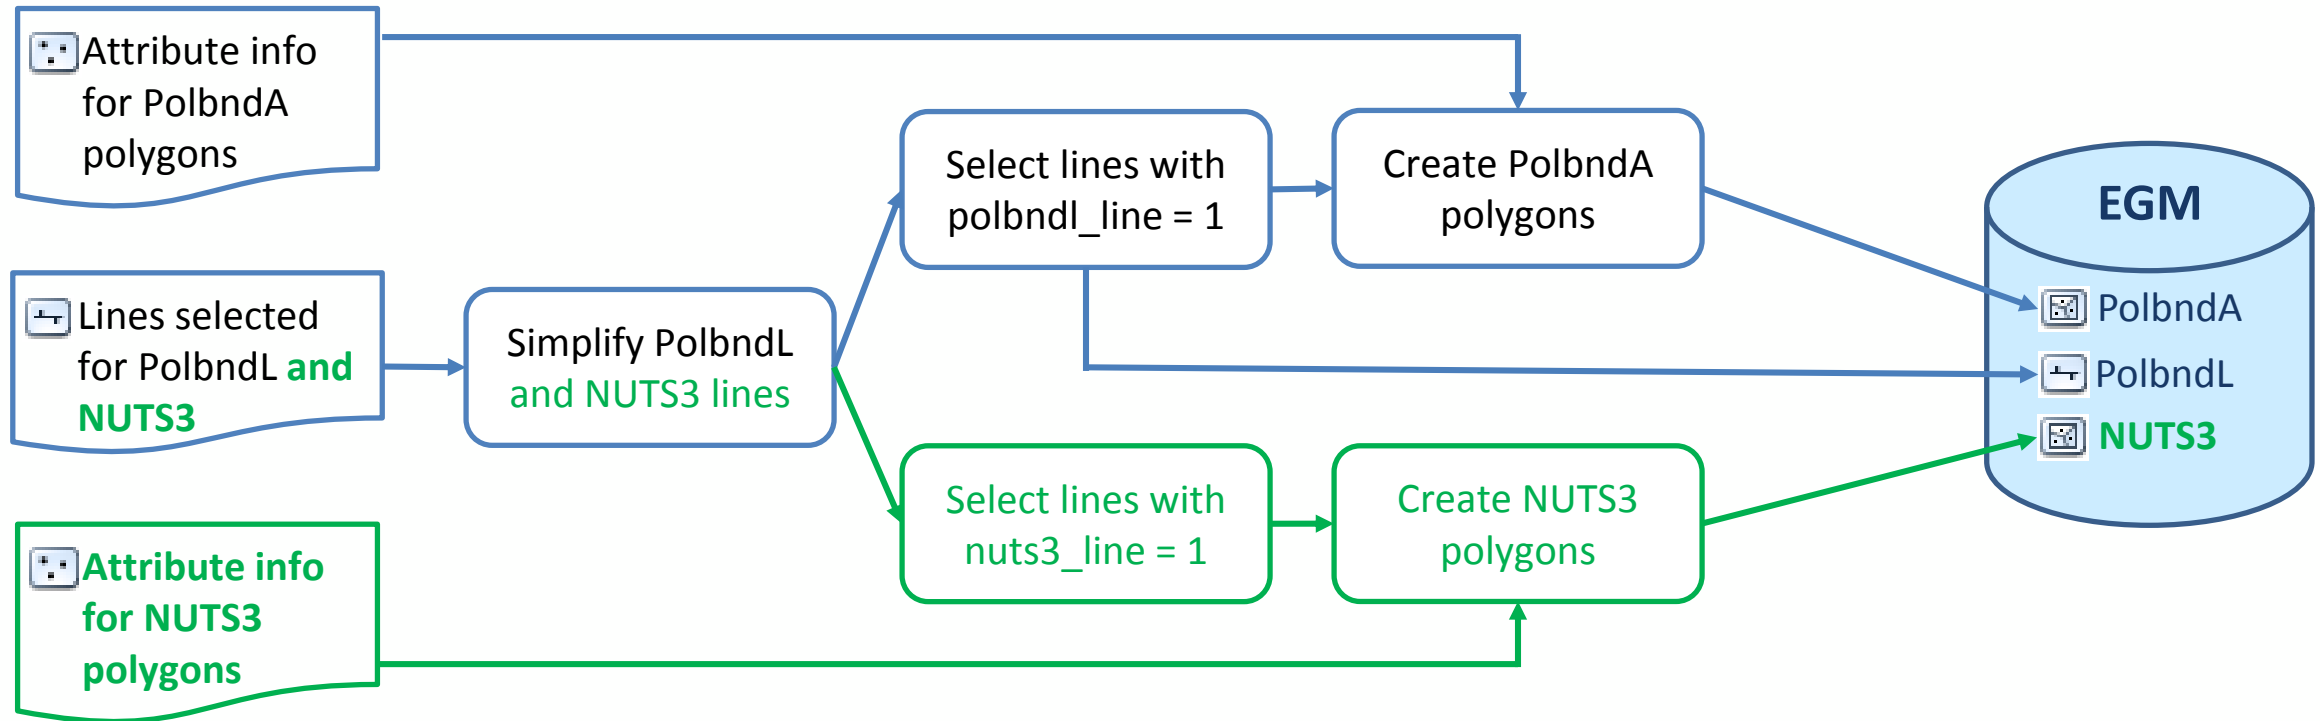 Attribute info
for PolbndA
polygons
Lines selected
for PolbndL and
NUTS3
Attribute info
for NUTS3
polygons
Simplify PolbndL
and NUTS3 lines
Select lines with
polbndl_line = 1
Create PolbndA
polygons
Select lines with
nuts3_line = 1
Create NUTS3
polygons
EGM
PolbndA
PolbndL
NUTS3